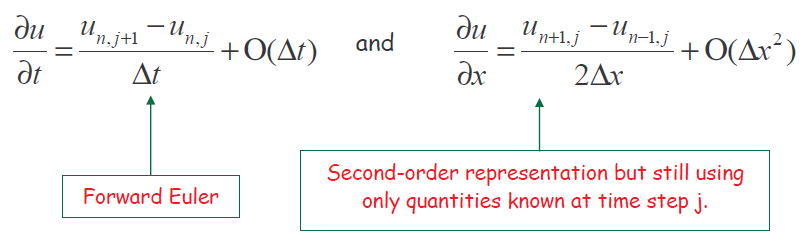 ∂u/∂t = (u_{n,j+1} − u_{n,j})/Δt + O(Δt) and ∂u/∂x = (u_{n+1,j} − u_{n−1,j})/2Δx + O(Δx²)
Forward Euler
Second-order representation but still using
only quantities known at time step j.